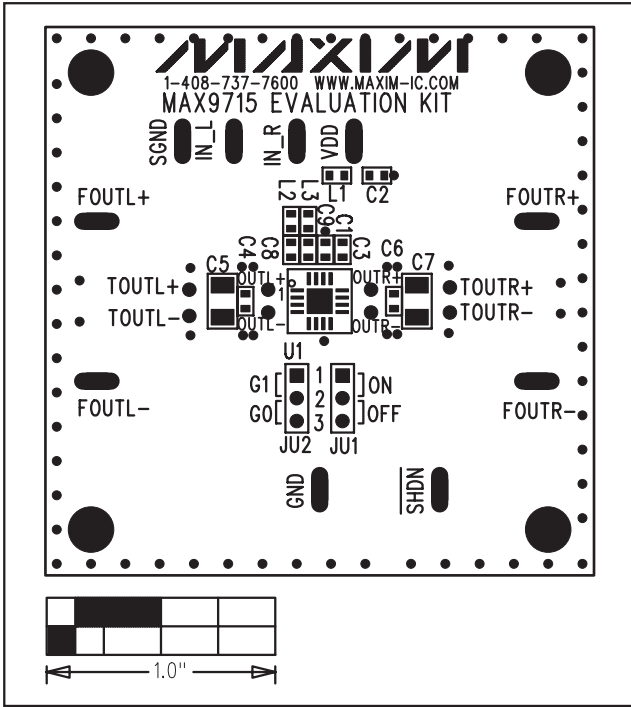 MAXIM
1-408-737-7600 WWW.MAXIM-IC.COM
MAX9715 EVALUATION KIT
SGND
IN_L
IN_R
VDD
L1
C2
FOUTL+
FOUTR+
L2
L3
C9
C1
C8
C3
C4
C6
C5
C7
OUTL+
OUTR+
TOUTL+
TOUTR+
1
TOUTL-
TOUTR-
OUTL-
OUTR-
U1
FOUTL-
FOUTR-
G1
1
ON
2
G0
OFF
3
JU2
JU1
GND
SHDN
1.0"